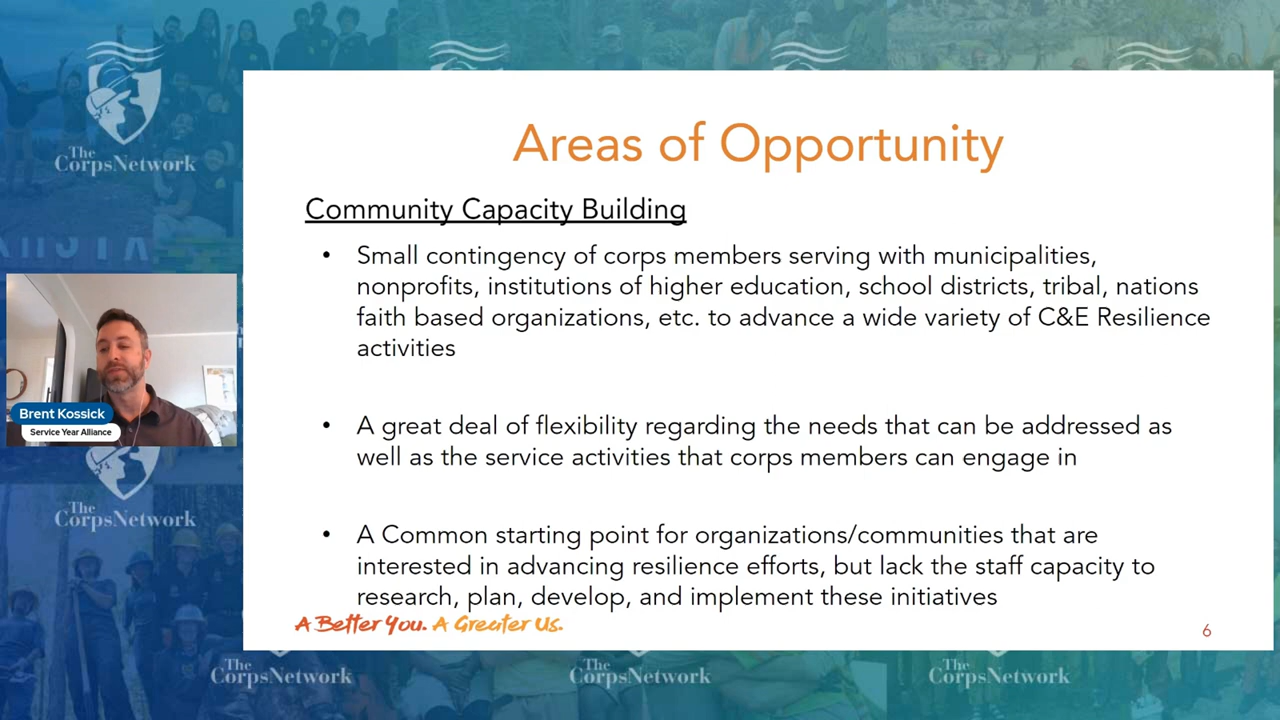 The
CorpsNetwork
Areas of Opportunity
Community Capacity Building
• Small contingency of corps members serving with municipalities,
nonprofits, institutions of higher education, school districts, tribal, nations
faith based organizations, etc. to advance a wide variety of C&E Resilience
activities
• A great deal of flexibility regarding the needs that can be addressed as
well as the service activities that corps members can engage in
• A Common starting point for organizations/communities that are
interested in advancing resilience efforts, but lack the staff capacity to
research, plan, develop, and implement these initiatives
A Better You. A Greater Us.
6
Brent Kossick
Service Year Alliance
The
CorpsNetwork
The
CorpsNetwork
The
CorpsNetwork
The
CorpsNetwork